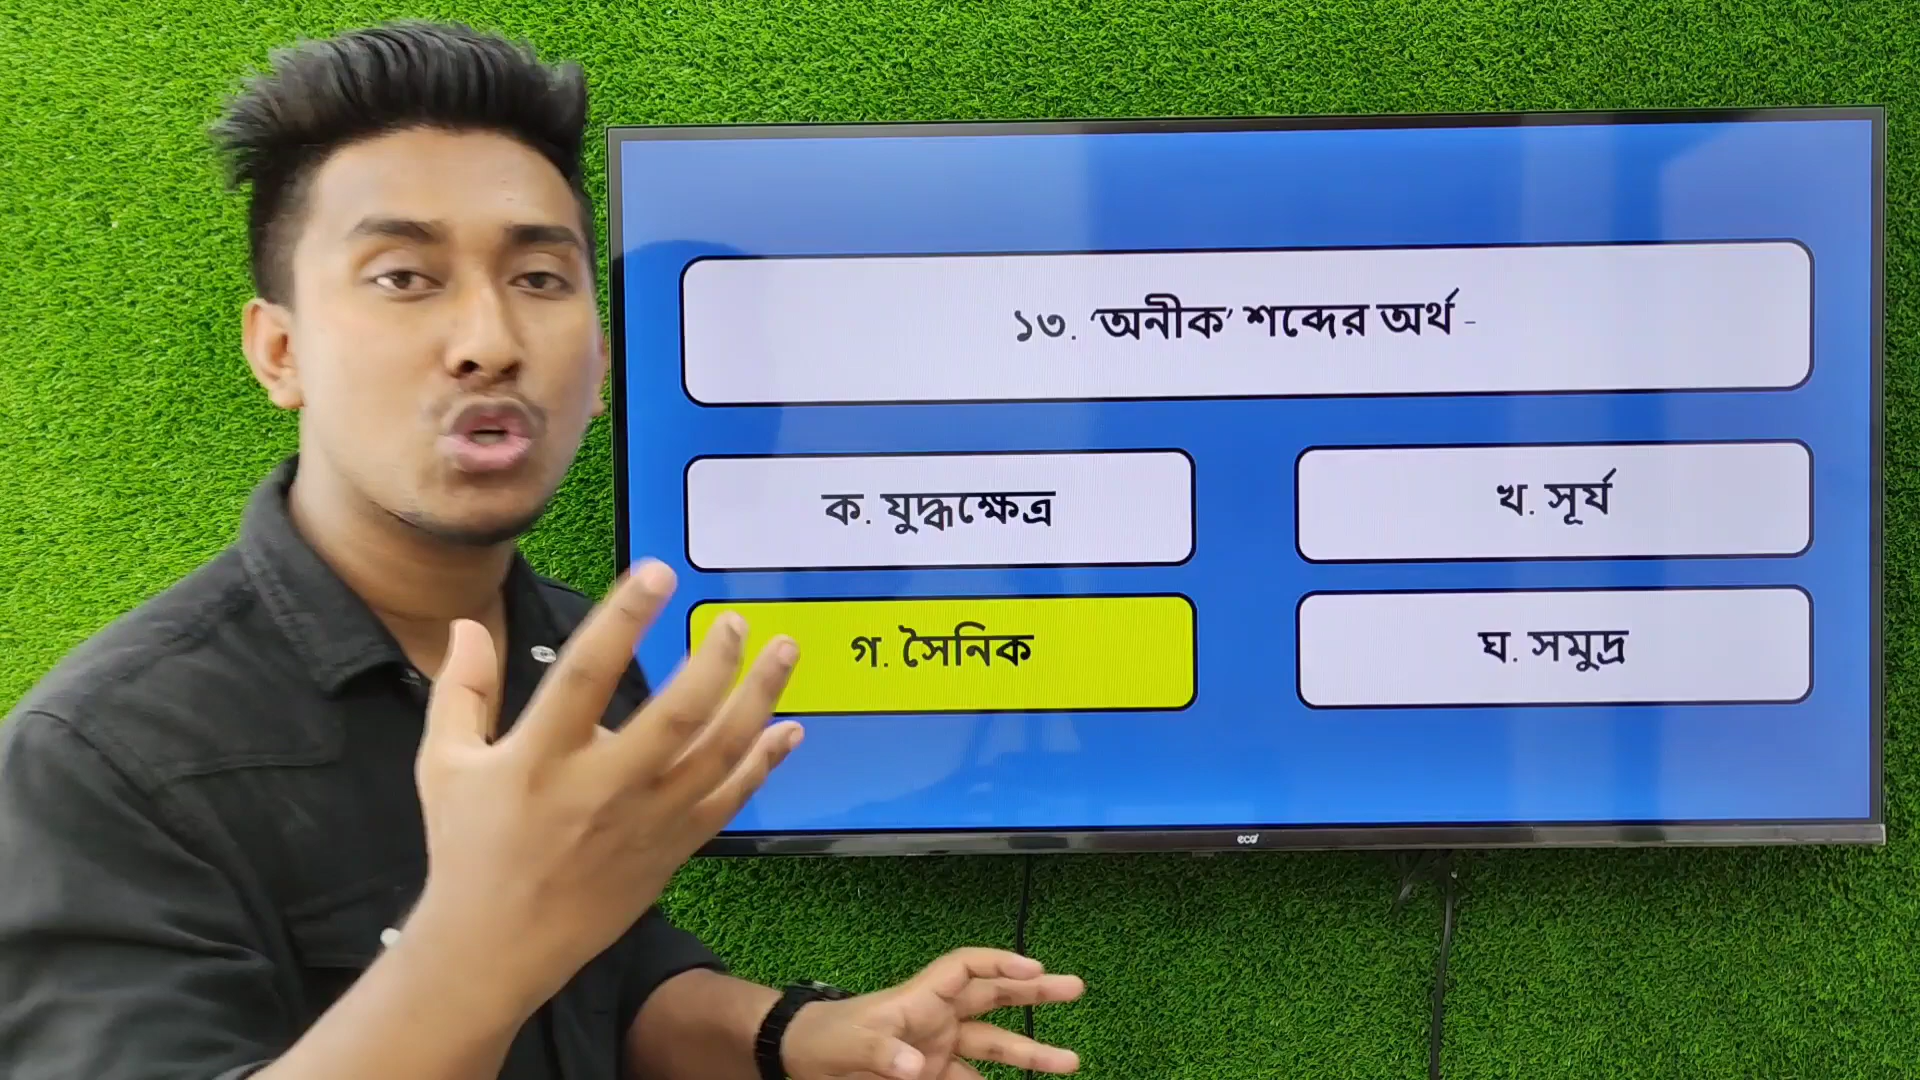 ১৩. ‘অনীক’ শব্দের অর্থ -
ক. যুদ্ধক্ষেত্র
খ. সূর্য
গ. সৈনিক
ঘ. সমুদ্র